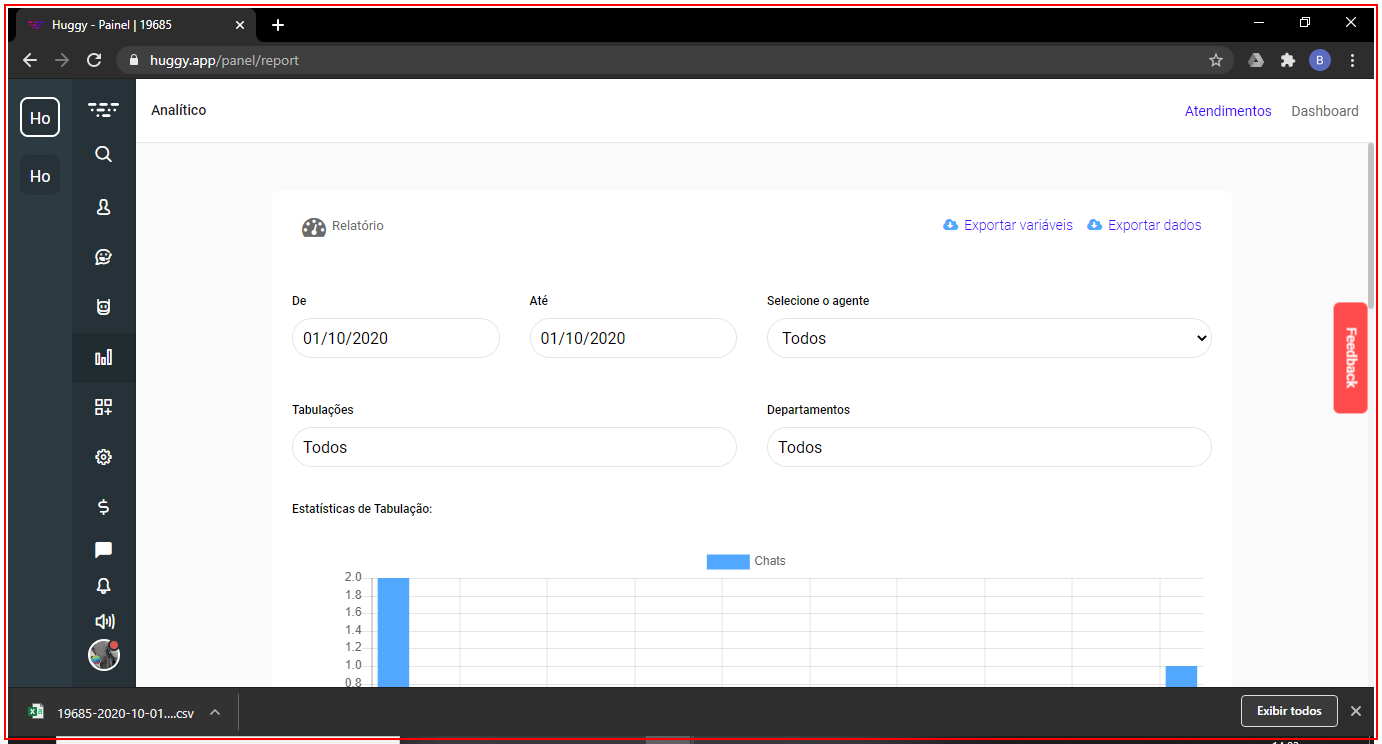 Huggy - Painel | 19685
huggy.app/panel/report
B
Ho
Ho
Analítico
Atendimentos Dashboard
Relatório
Exportar variáveis Exportar dados
De Até Selecione o agente
01/10/2020 01/10/2020 Todos
Feedback
Tabulações Departamentos
Todos Todos
Estatísticas de Tabulação:
Chats
2.0
1.8
1.6
1.4
1.2
1.0
0.8
19685-2020-10-01....csv
Exibir todos